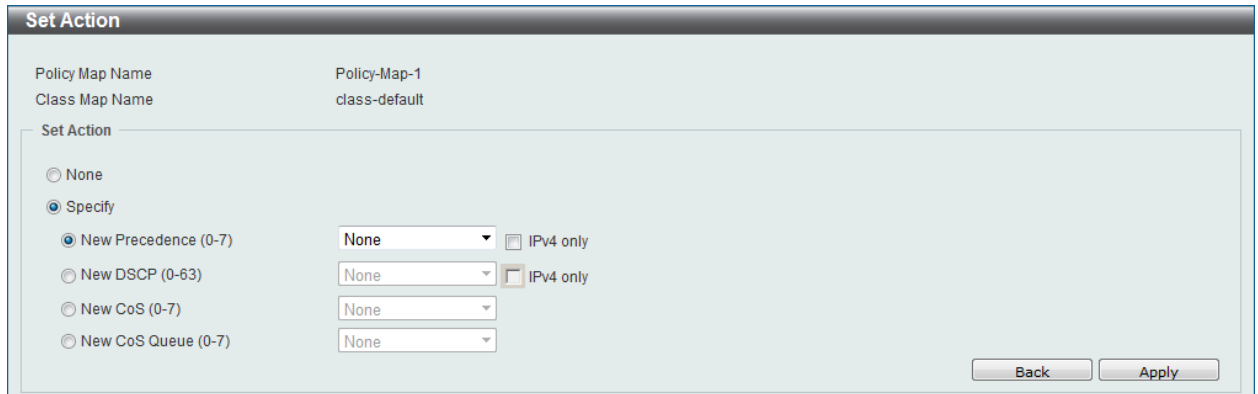 Set Action
Policy Map Name Policy-Map-1
Class Map Name class-default
Set Action
None
Specify
New Precedence (0-7) None IPv4 only
New DSCP (0-63) None IPv4 only
New CoS (0-7) None
New CoS Queue (0-7) None
Back Apply